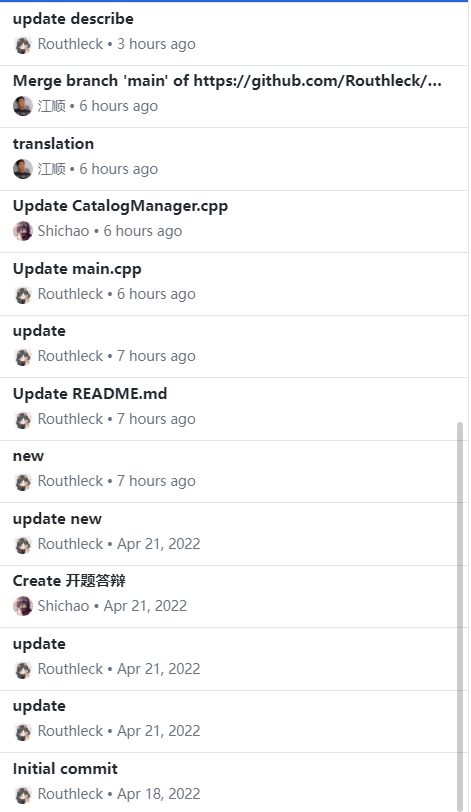 update describe
Routhleck • 3 hours ago
Merge branch 'main' of https://github.com/Routhleck/...
江顺 • 6 hours ago
translation
江顺 • 6 hours ago
Update CatalogManager.cpp
Shichao • 6 hours ago
Update main.cpp
Routhleck • 6 hours ago
update
Routhleck • 7 hours ago
Update README.md
Routhleck • 7 hours ago
new
Routhleck • 7 hours ago
update new
Routhleck • Apr 21, 2022
Create 开题答辩
Shichao • Apr 21, 2022
update
Routhleck • Apr 21, 2022
update
Routhleck • Apr 21, 2022
Initial commit
Routhleck • Apr 18, 2022